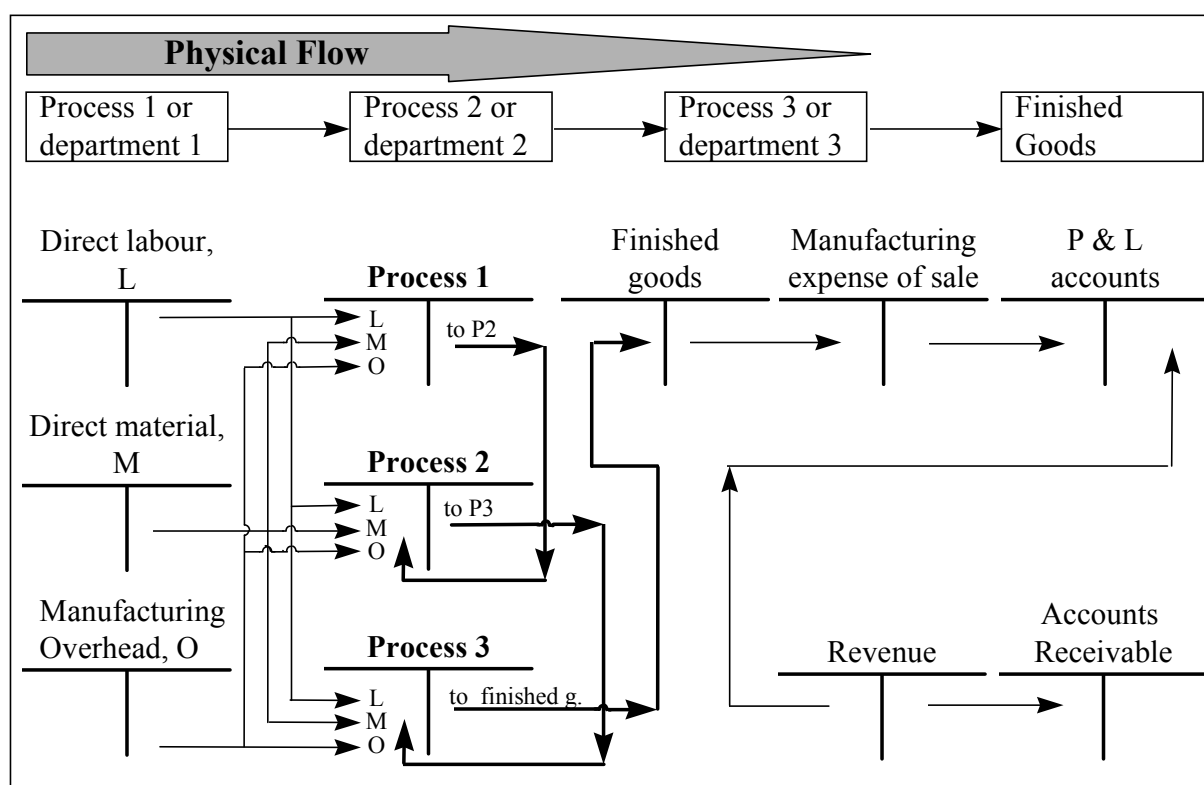 Physical Flow
Process 1 or
department 1
Process 2 or
department 2
Process 3 or
department 3
Finished
Goods
Direct labour,
L
Process 1
L
M
O
to P2
Finished
goods
Manufacturing
expense of sale
P & L
accounts
Direct material,
M
Process 2
L
M
O
to P3
Manufacturing
Overhead, O
Process 3
L
M
O
to finished g.
Revenue
Accounts
Receivable